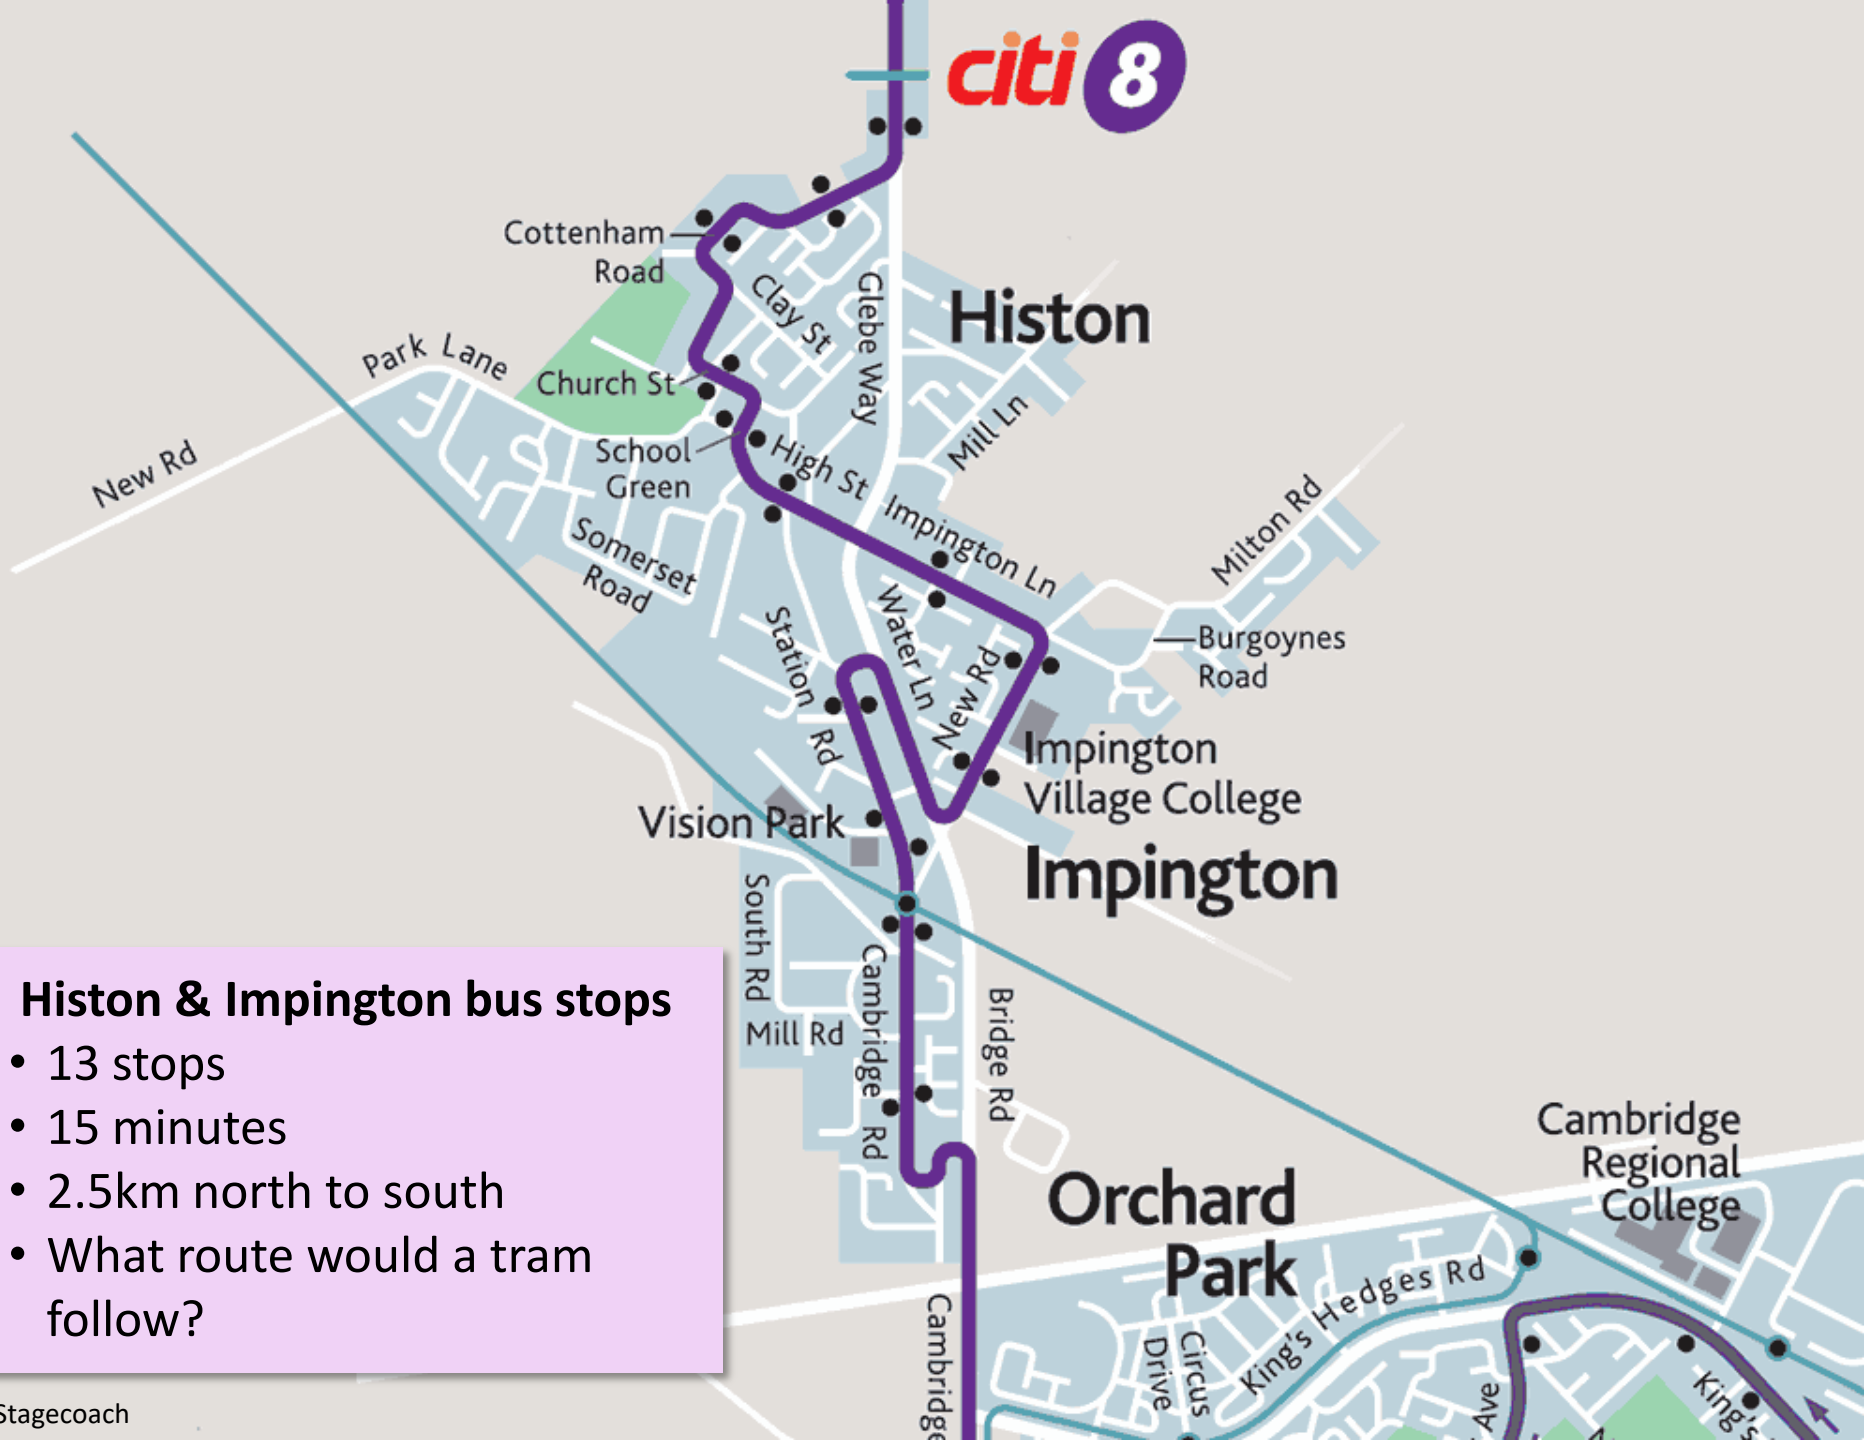 citi 8
Cottenham
Road
Clay St
Glebe Way
Histon
Park Lane
Church St
Mill Ln
New Rd
School
Green
High St
Impington Ln
Milton Rd
Somerset
Road
Station
Rd
Water Ln
New Rd
Burgoynes
Road
Impington
Village College
Vision Park
Impington
South Rd
Mill Rd
Cambridge
Rd
Bridge Rd
Histon & Impington bus stops
• 13 stops
• 15 minutes
• 2.5km north to south
• What route would a tram
follow?
Cambridge
Regional
College
Orchard
Park
King's Hedges Rd
Circus
Drive
Cambridge
Ave
King's
Stagecoach